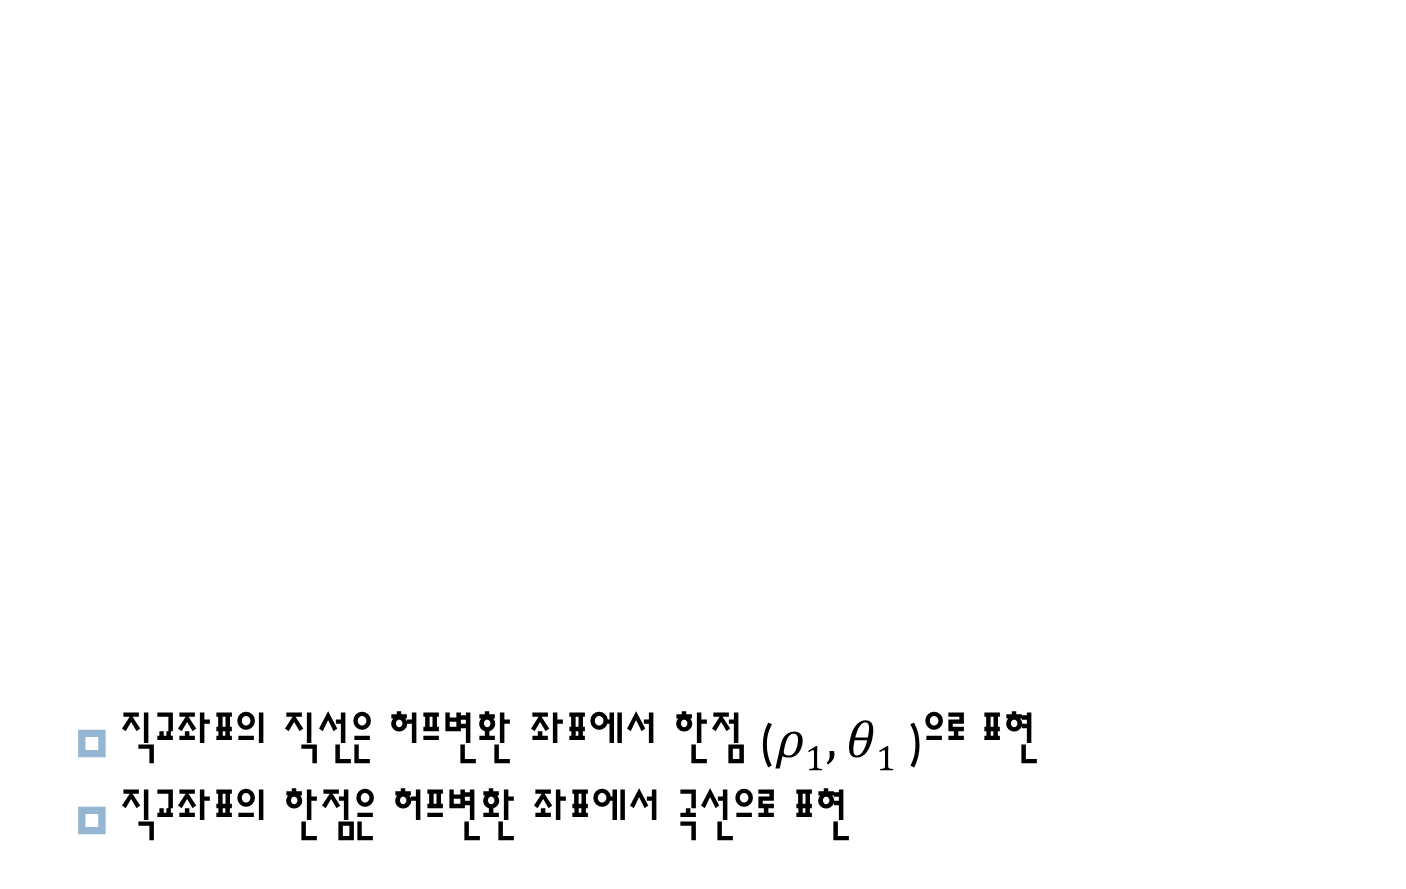 직교좌표의 직선은 허프변환 좌표에서 한점 (ρ₁, θ₁ )으로 표현
직교좌표의 한점은 허프변환 좌표에서 곡선으로 표현